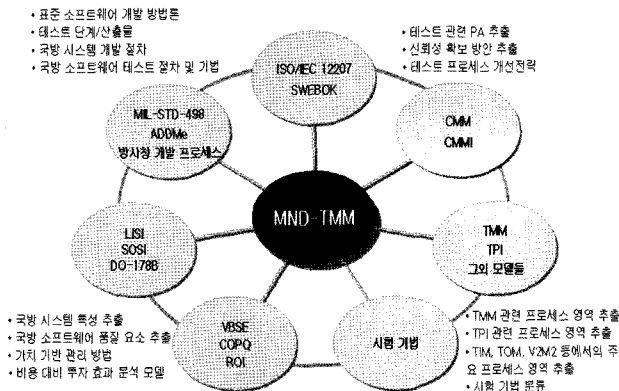 • 표준 소프트웨어 개발 방법론
• 테스트 단계/산출물
• 국방 시스템 개발 절차
• 국방 소프트웨어 테스트 절차 및 기법
• 테스트 관련 PA 추출
• 신뢰성 확보 방안 추출
• 테스트 프로세스 개선전략
ISO/IEC 12207
SWEBOK
MIL-STD-498
ADDMe
방사청 개발 프로세스
CMM
CMMI
MND-TMM
LISI
SOSI
DO-178B
TMM
TPI
그외 모델들
VBSE
COPQ
ROI
시험 기법
• 국방 시스템 특성 추출
• 국방 소프트웨어 품질 요소 추출
• 가치 기반 관리 방법
• 비용 대비 투자 효과 분석 모델
• TMM 관련 프로세스 영역 추출
• TPI 관련 프로세스 영역 추출
• TIM, TOM, V2M2 등에서의 주
요 프로세스 영역 추출
• 시험 기법 분류